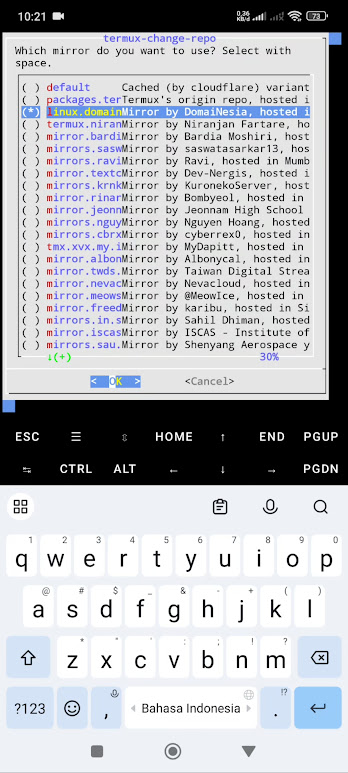 10:21
0,36 KB/s
73
termux-change-repo
Which mirror do you want to use? Select with
space.
( ) default Cached (by cloudflare) variant
( ) packages.terTermux's origin repo, hosted i
(*) linux.domainMirror by DomaiNesia, hosted i
( ) termux.niranMirror by Niranjan Fartare, ho
( ) mirror.bardiMirror by Bardia Moshiri, host
( ) mirrors.saswMirror by saswatasarkar13, hos
( ) mirrors.raviMirror by Ravi, hosted in Mumb
( ) mirror.textcMirror by Dev-Nergis, hosted i
( ) mirrors.krnkMirror by KuronekoServer, host
( ) mirror.rinarMirror by Bombyeol, hosted in
( ) mirror.jeonnMirror by Jeonnam High School
( ) mirrors.nguyMirror by Nguyen Hoang, hosted
( ) mirrors.cbrxMirror by cyberrex0, hosted in
( ) tmx.xvx.my.iMirror by MyDapitt, hosted in
( ) mirror.albonMirror by Albonycal, hosted in
( ) mirror.twds.Mirror by Taiwan Digital Strea
( ) mirror.nevacMirror by Nevacloud, hosted in
( ) mirror.meowsMirror by @MeowIce, hosted in
( ) mirror.freedMirror by karibu, hosted in Si
( ) mirrors.in.sMirror by Sahil Dhiman, hosted
( ) mirror.iscasMirror by ISCAS - Institute of
( ) mirrors.sau.Mirror by Shenyang Aerospace y
↓(+) 30%
< OK > <Cancel>
ESC ☰ ⇳ HOME ↑ END PGUP
↹ CTRL ALT ← ↓ → PGDN
1 2 3 4 5 6 7 8 9 0
q w e r t y u i o p
@ # $ _ & - + ( )
a s d f g h j k l
* " ' : ; ! ?
z x c v b n m
!?
?123 , Bahasa Indonesia .